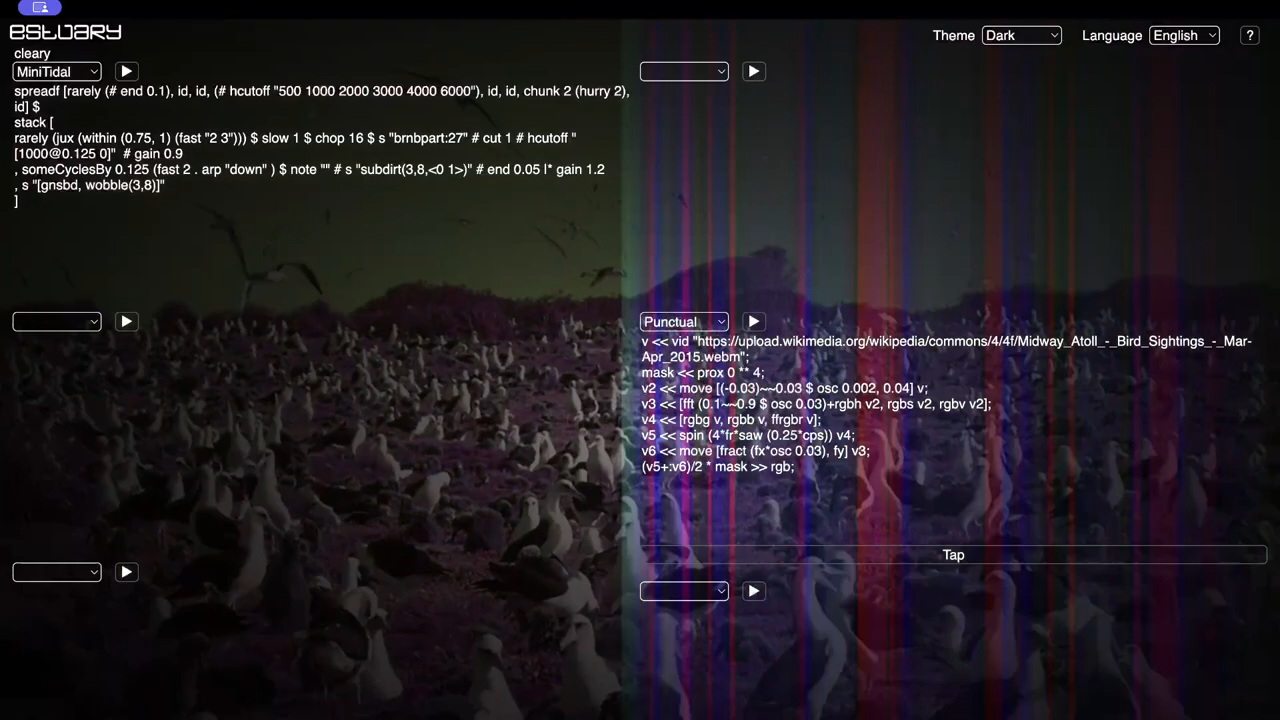 estuary
Theme Dark Language English ?
cleary
MiniTidal
spreadf [rarely (# end 0.1), id, id, (# hcutoff "500 1000 2000 3000 4000 6000"), id, id, chunk 2 (hurry 2),
id] $
stack [
rarely (jux (within (0.75, 1) (fast "2 3"))) $ slow 1 $ chop 16 $ s "brnbpart:27" # cut 1 # hcutoff "
[1000@0.125 0]"  # gain 0.9
, someCyclesBy 0.125 (fast 2 . arp "down" ) $ note "" # s "subdirt(3,8,<0 1>)" # end 0.05 |* gain 1.2
, s "[gnsbd, wobble(3,8)]"
]
Punctual
v << vid "https://upload.wikimedia.org/wikipedia/commons/4/4f/Midway_Atoll_-_Bird_Sightings_-_Mar-
Apr_2015.webm";
mask << prox 0 ** 4;
v2 << move [(-0.03)~~0.03 $ osc 0.002, 0.04] v;
v3 << [fft (0.1~~0.9 $ osc 0.03)+rgbh v2, rgbs v2, rgbv v2];
v4 << [rgbg v, rgbb v, ffrgbr v];
v5 << spin (4*fr*saw (0.25*cps)) v4;
v6 << move [fract (fx*osc 0.03), fy] v3;
(v5+:v6)/2 * mask >> rgb;
Tap